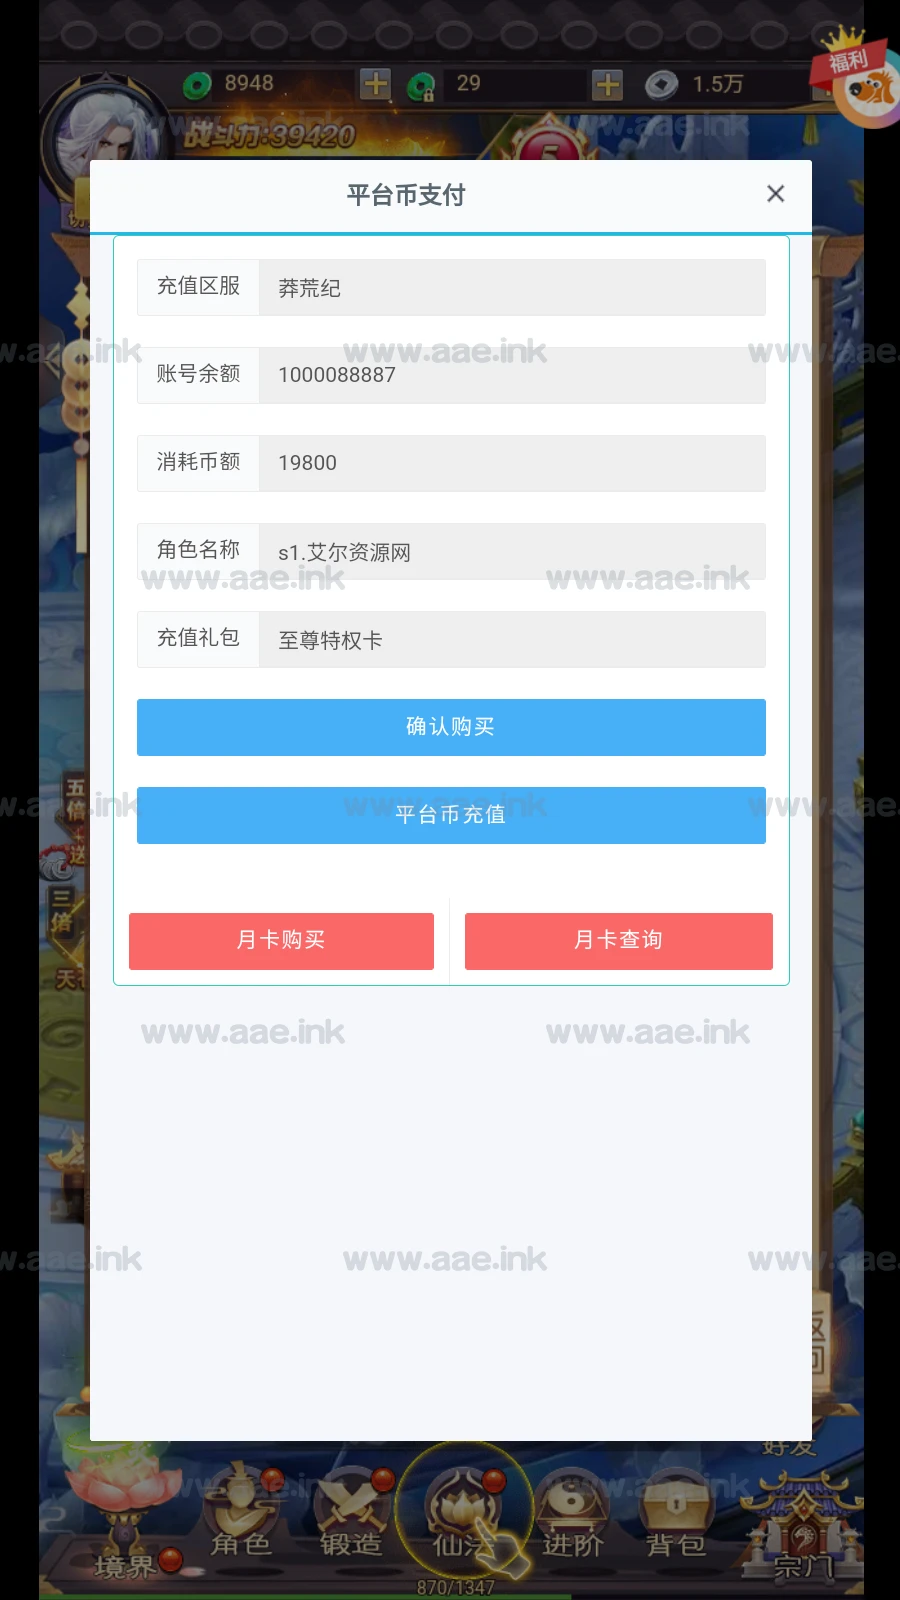 福利
8948
29
1.5万
战斗力:39420
5
平台币支付
充值区服
莽荒纪
账号余额
1000088887
消耗币额
19800
角色名称
s1.艾尔资源网
充值礼包
至尊特权卡
确认购买
平台币充值
五倍
送
三倍
月卡购买
月卡查询
返回
好友
境界
角色
锻造
仙法
进阶
背包
宗门
870/1347
www.aae.ink
www.aae.ink
www.aae.ink
www.aae.ink
www.aae.ink
www.aae.ink
www.aae.ink
www.aae.ink
www.aae.ink
www.aae.ink
www.aae.ink